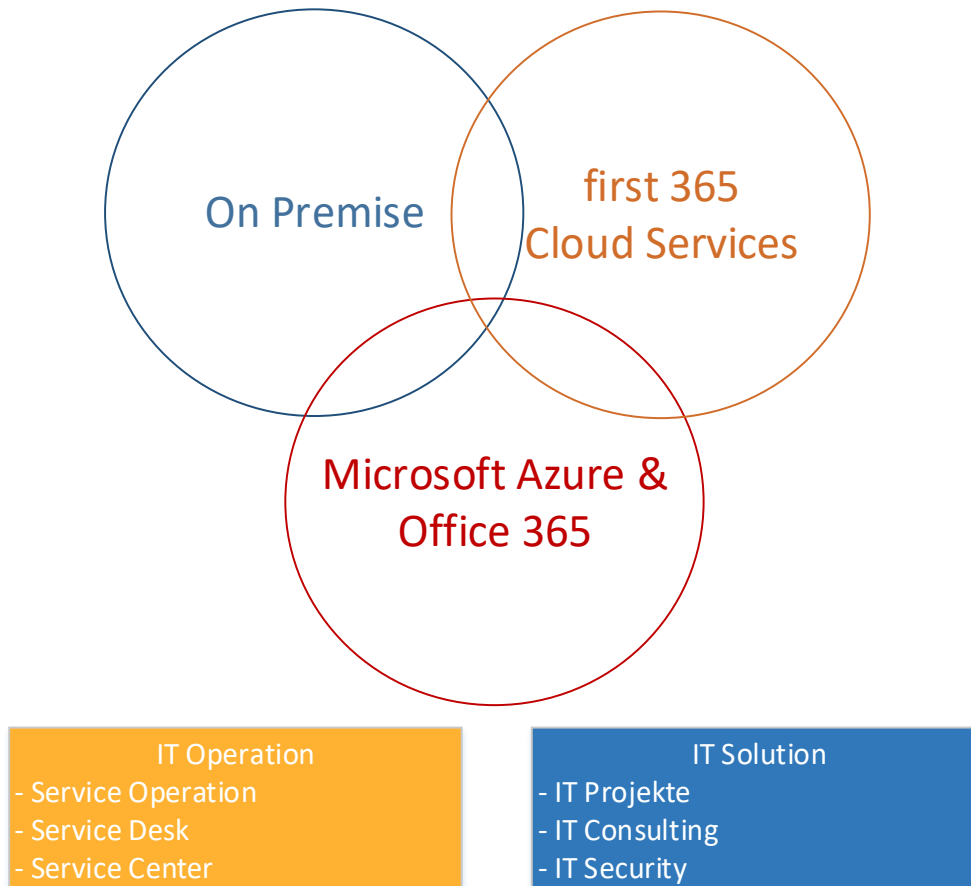 On Premise
first 365
Cloud Services
Microsoft Azure &
Office 365
IT Operation
- Service Operation
- Service Desk
- Service Center
IT Solution
- IT Projekte
- IT Consulting
- IT Security